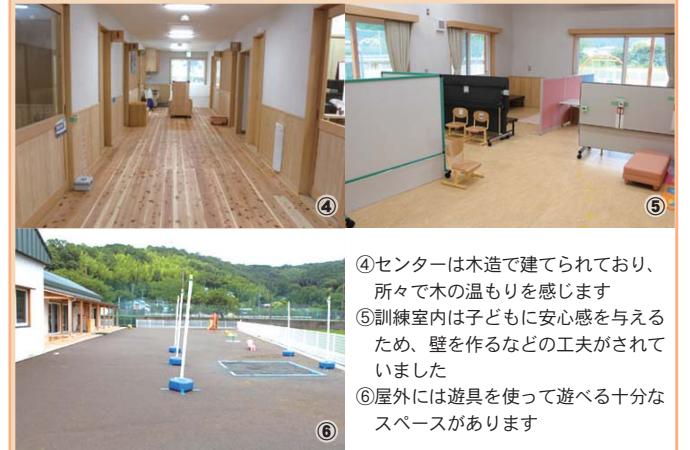 ④
⑤
⑥
④センターは木造で建てられており、
所々で木の温もりを感じます
⑤訓練室内は子どもに安心感を与える
ため、壁を作るなどの工夫がされて
いました
⑥屋外には遊具を使って遊べる十分な
スペースがあります